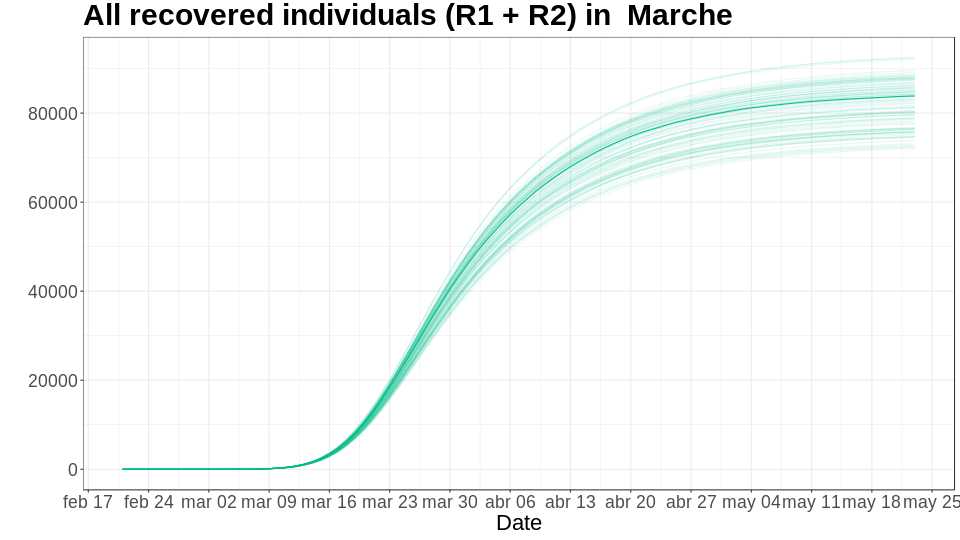 All recovered individuals (R1 + R2) in  Marche
80000
60000
40000
20000
0
feb 17 feb 24 mar 02 mar 09 mar 16 mar 23 mar 30 abr 06 abr 13 abr 20 abr 27 may 04 may 11 may 18 may 25
Date